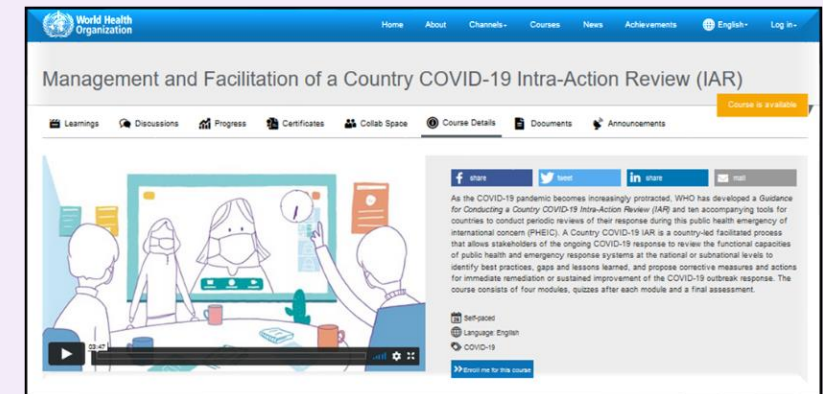 World Health
Organization
Home About Channels- Courses News Achievements English- Log in-
Management and Facilitation of a Country COVID-19 Intra-Action Review (IAR)
Course is available
Learnings Discussions Progress Certificates Collab Space Course Details Documents Announcements
share tweet share mail
As the COVID-19 pandemic becomes increasingly protracted, WHO has developed a Guidance
for Conducting a Country COVID-19 Intra-Action Review (IAR) and ten accompanying tools for
countries to conduct periodic reviews of their response during this public health emergency of
international concern (PHEIC). A Country COVID-19 IAR is a country-led facilitated process
that allows stakeholders of the ongoing COVID-19 response to review the functional capacities
of public health and emergency response systems at the national or subnational levels to
identify best practices, gaps and lessons learned, and propose corrective measures and actions
for immediate remediation or sustained improvement of the COVID-19 outbreak response. The
course consists of four modules, quizzes after each module and a final assessment.
Self-paced
Language: English
COVID-19
03:47
Enroll me for this course